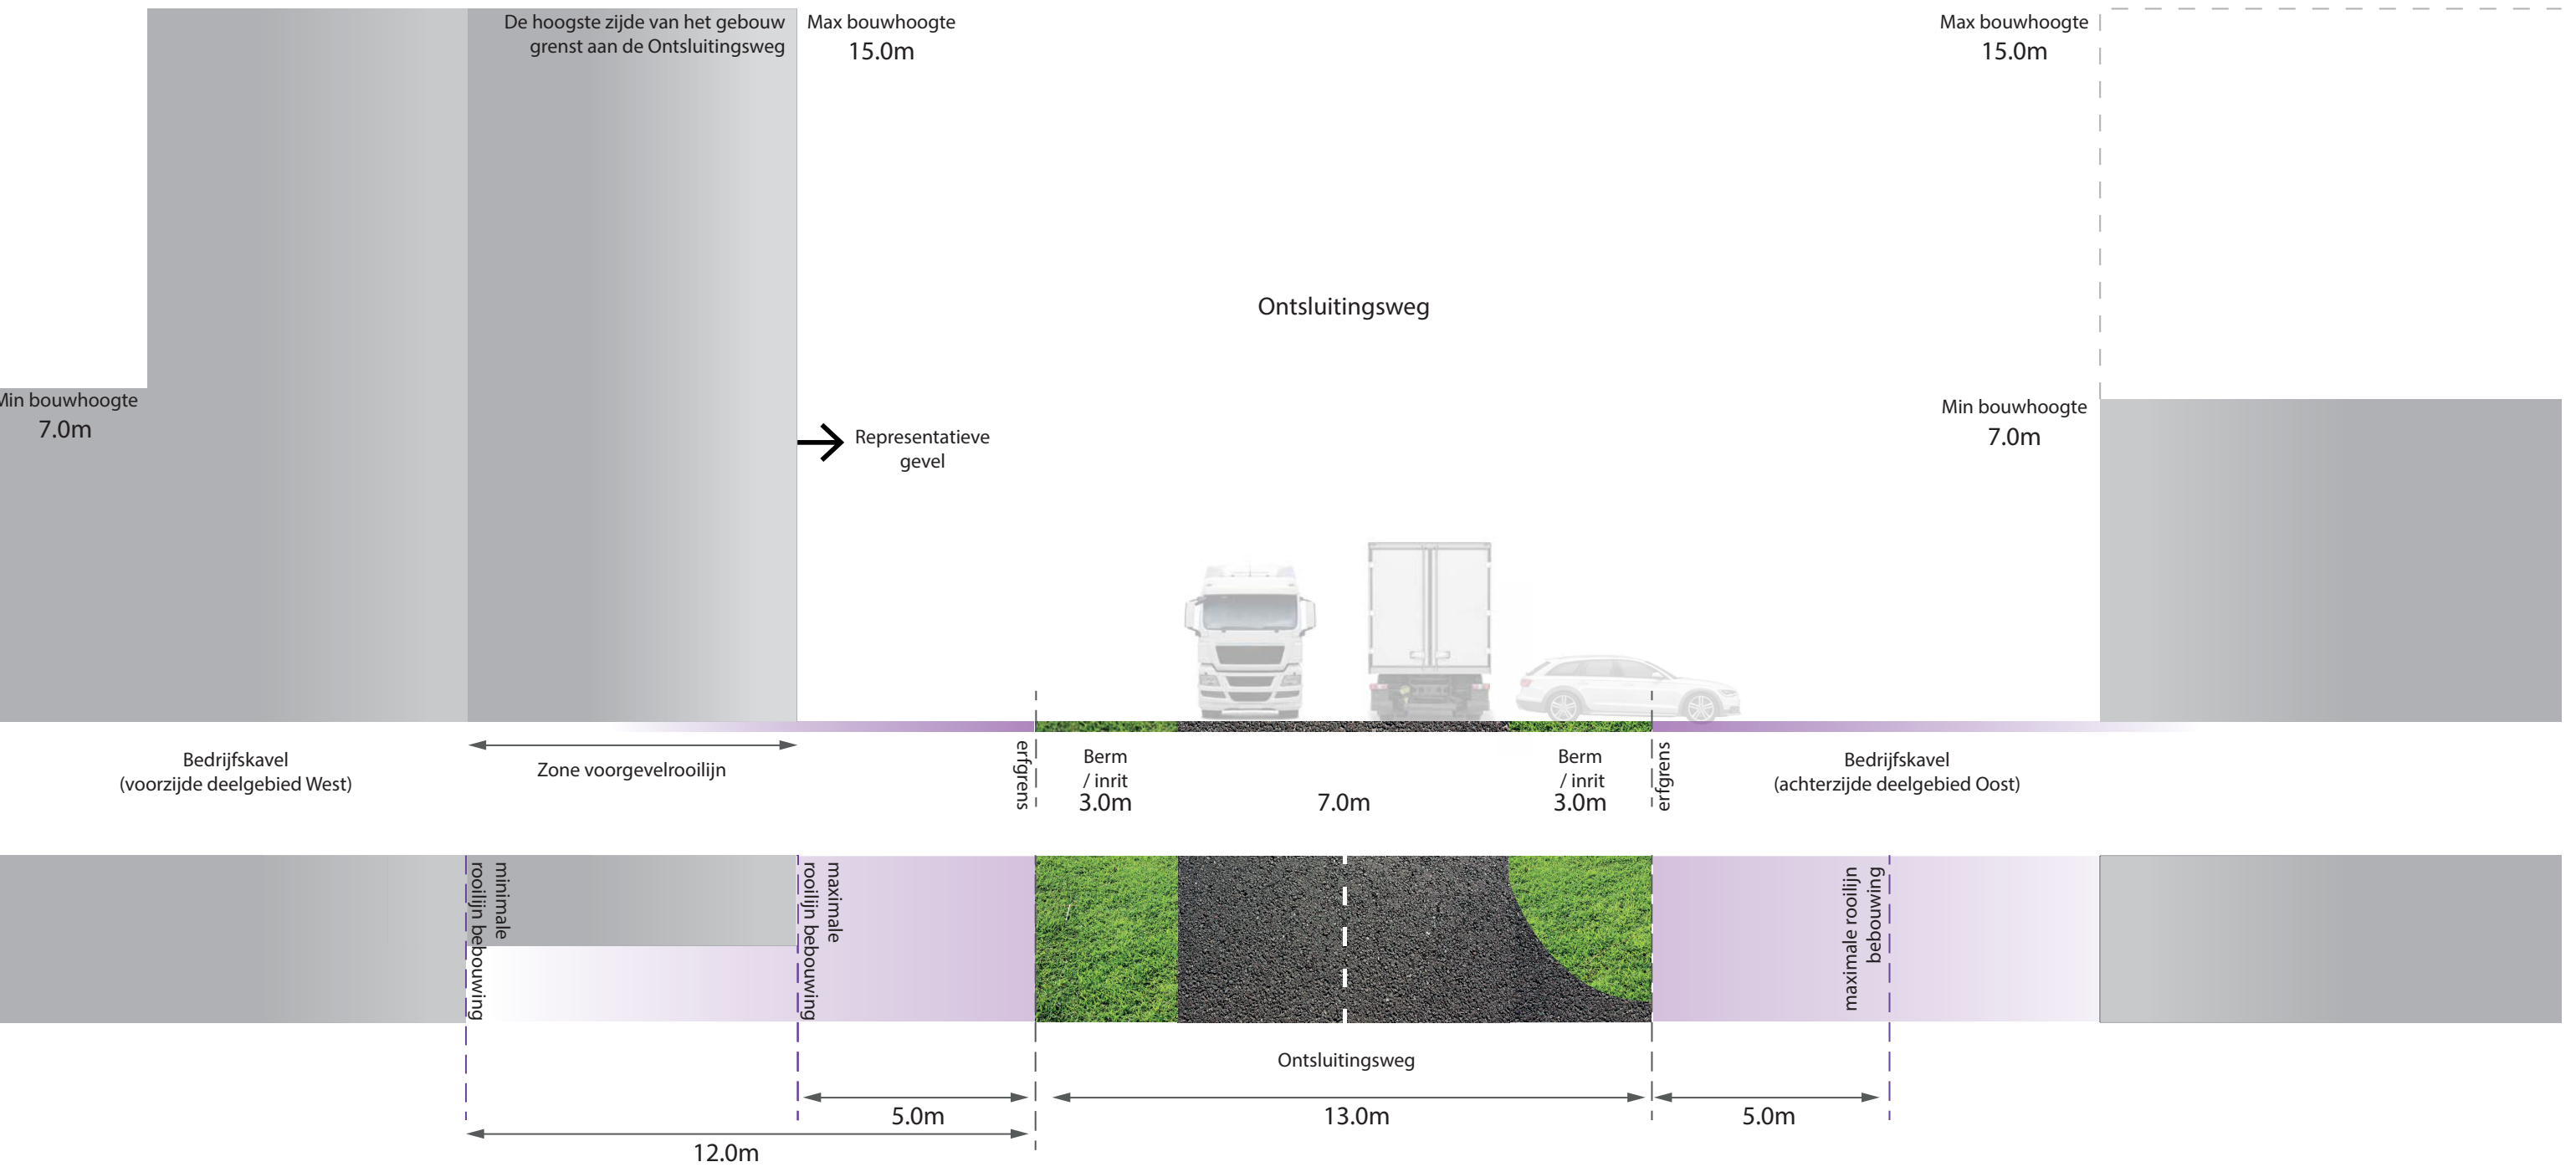 De hoogste zijde van het gebouw
grenst aan de Ontsluitingsweg
Max bouwhoogte
15.0m
Max bouwhoogte
15.0m
Ontsluitingsweg
Min bouwhoogte
7.0m
Representatieve
gevel
Min bouwhoogte
7.0m
Bedrijfskavel
(voorzijde deelgebied West)
Zone voorgevelrooilijn
erfgrens
Berm
/ inrit
3.0m
7.0m
Berm
/ inrit
3.0m
erfgrens
Bedrijfskavel
(achterzijde deelgebied Oost)
minimale
rooilijn bebouwing
maximale
rooilijn bebouwing
maximale rooilijn
bebouwing
Ontsluitingsweg
5.0m
13.0m
5.0m
12.0m